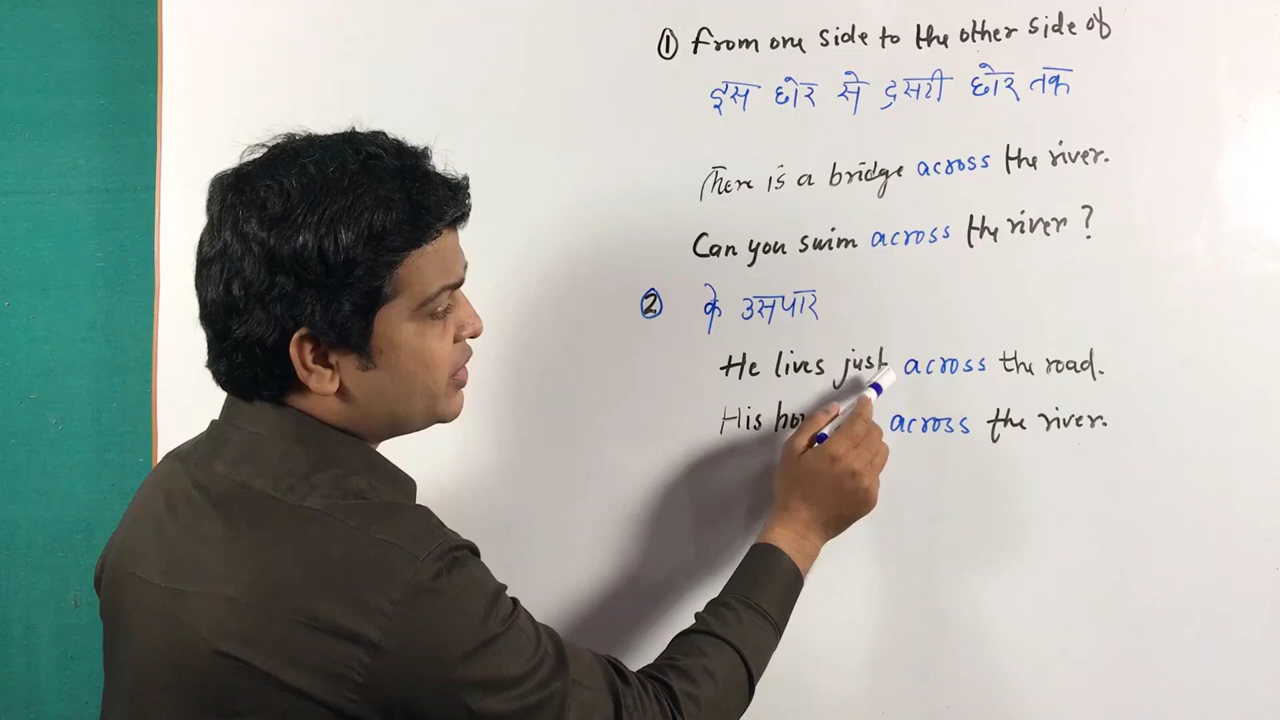 ① From one side to the other side of
इस छोर से दूसरी छोर तक
There is a bridge across the river.
Can you swim across the river ?
② के उसपार
He lives just across the road.
His across the river.